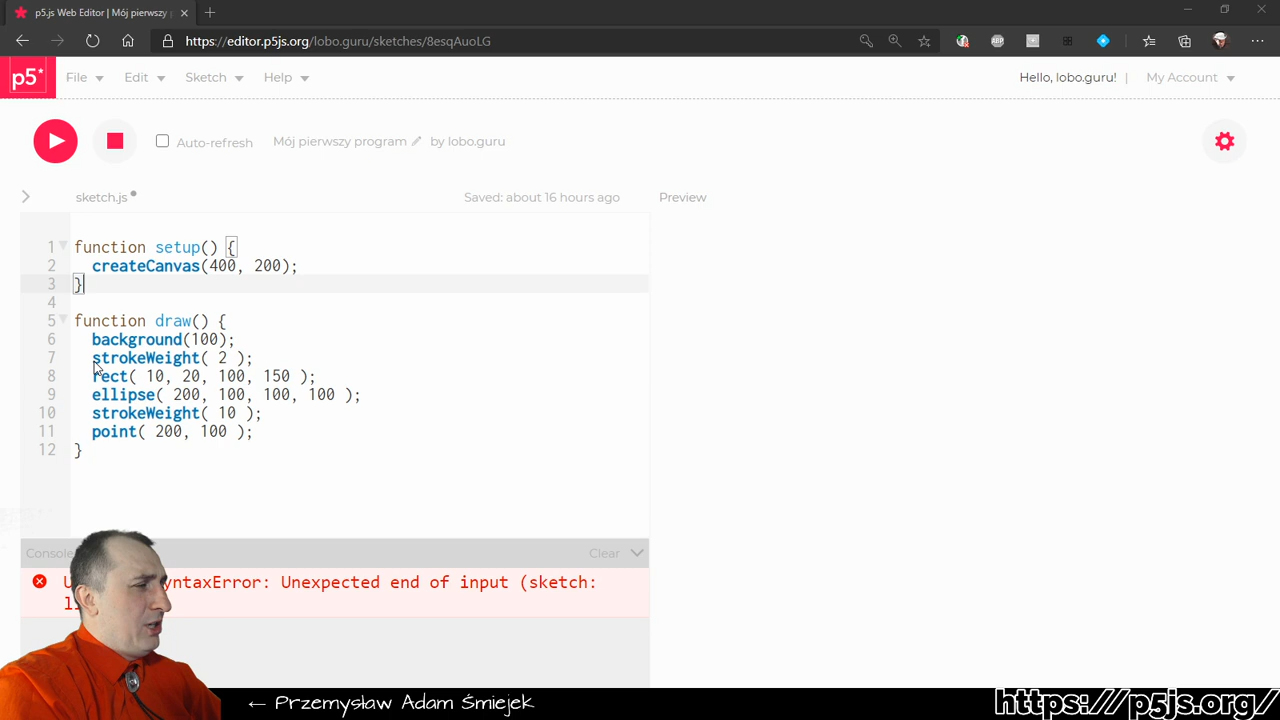 p5.js Web Editor | Mój pierwszy p
https://editor.p5js.org/lobo.guru/sketches/8esqAuoLG
ABP
p5* File Edit Sketch Help Hello, lobo.guru! | My Account
Auto-refresh Mój pierwszy program by lobo.guru
sketch.js Saved: about 16 hours ago Preview
1 function setup() {
2 createCanvas(400, 200);
3 }
4
5 function draw() {
6 background(100);
7 strokeWeight( 2 );
8 rect( 10, 20, 100, 150 );
9 ellipse( 200, 100, 100, 100 );
10 strokeWeight( 10 );
11 point( 200, 100 );
12 }
Console Clear
Unexpected end of input (sketch:
← Przemysław Adam Śmiejek
https://p5js.org/